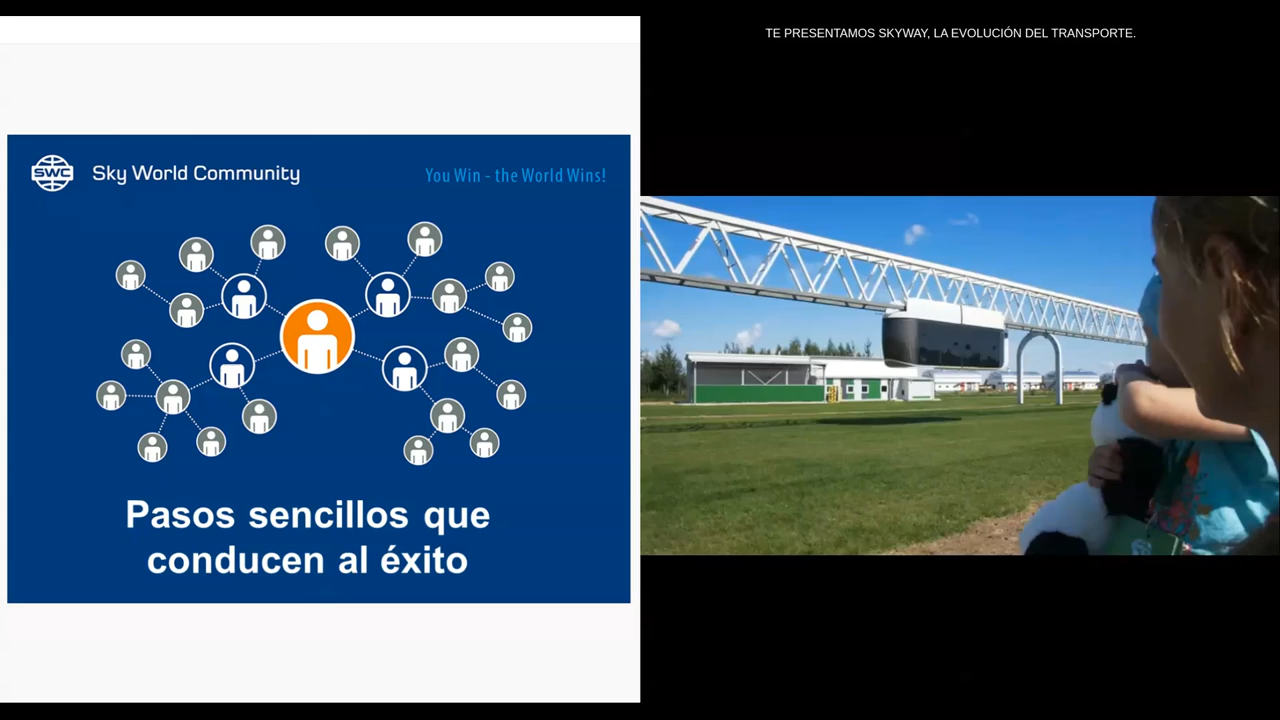 TE PRESENTAMOS SKYWAY, LA EVOLUCIÓN DEL TRANSPORTE.
SWC
Sky World Community
You Win - the World Wins!
Pasos sencillos que
conducen al éxito